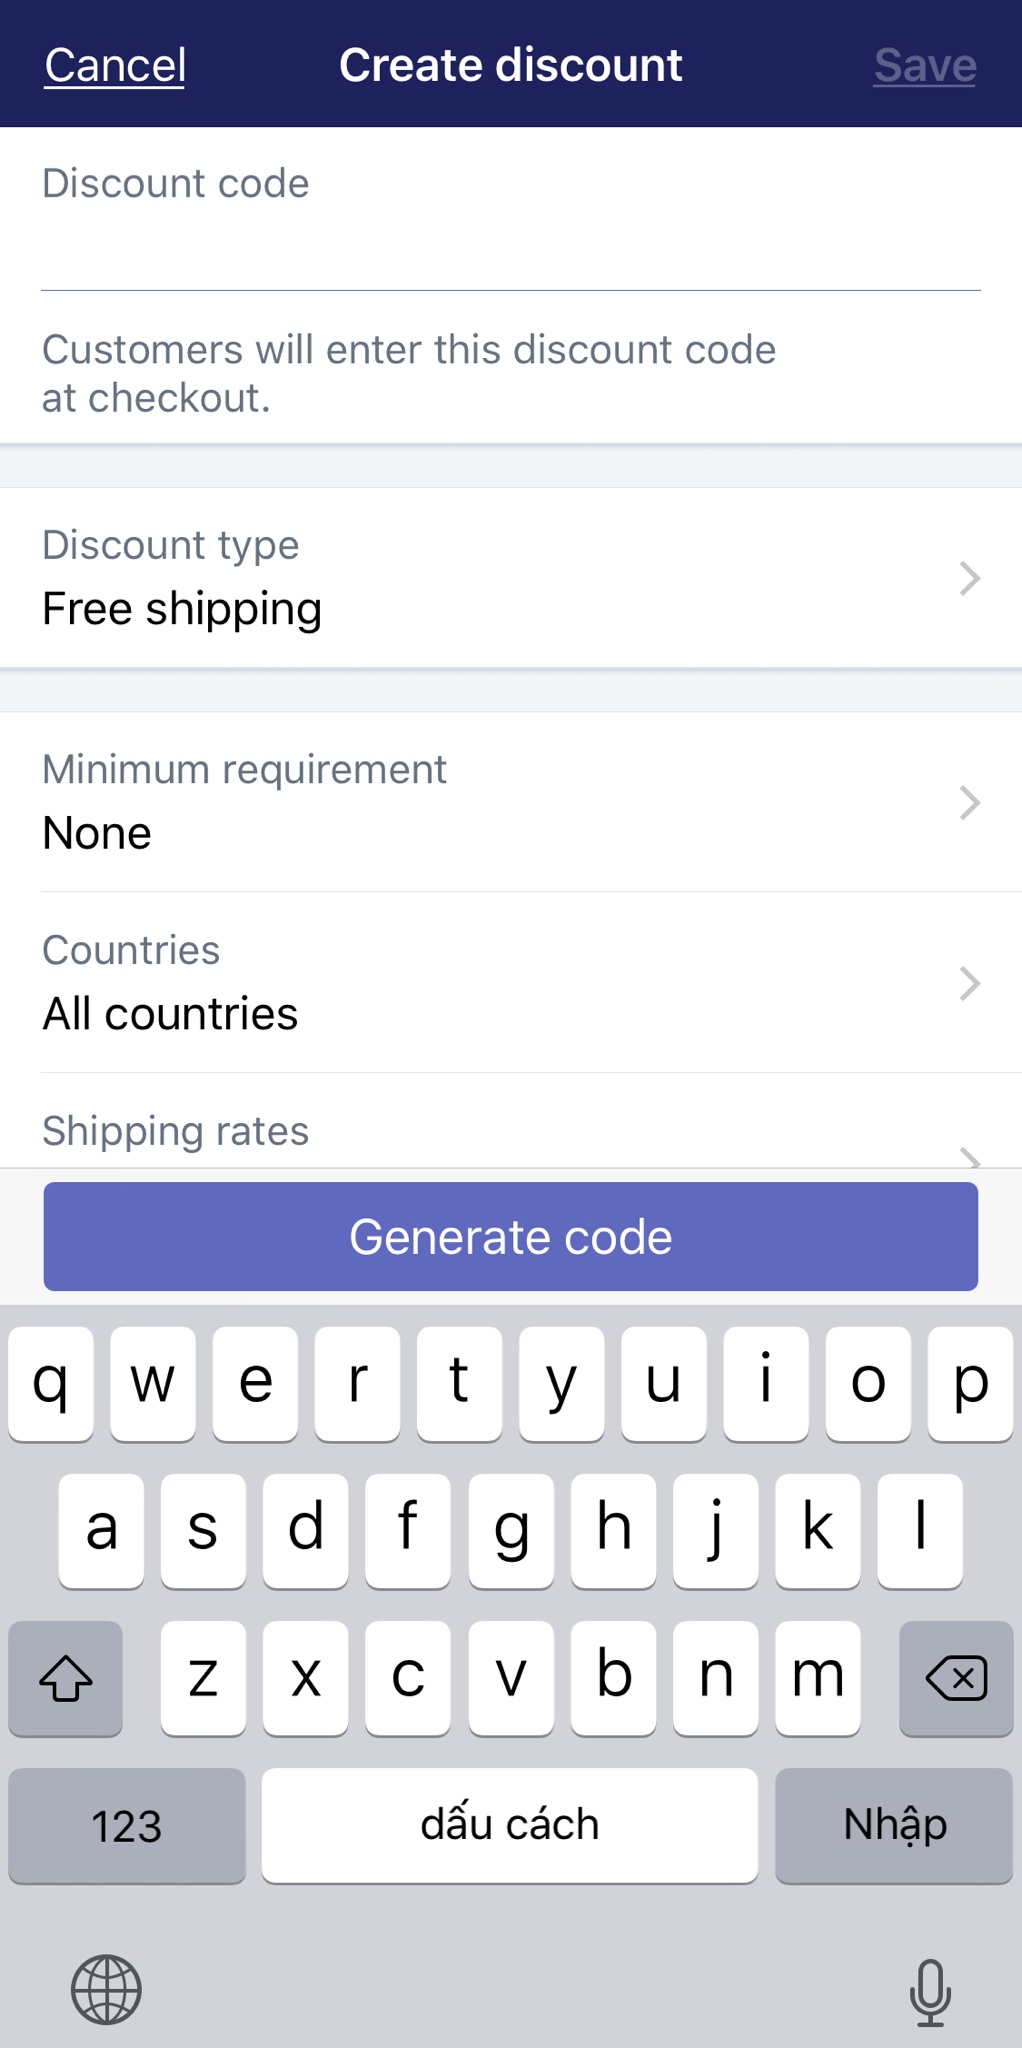 Cancel Create discount Save
Discount code
Customers will enter this discount code
at checkout.
Discount type
Free shipping
Minimum requirement
None
Countries
All countries
Shipping rates
Generate code
q w e r t y u i o p
a s d f g h j k l
z x c v b n m
123 dấu cách Nhập